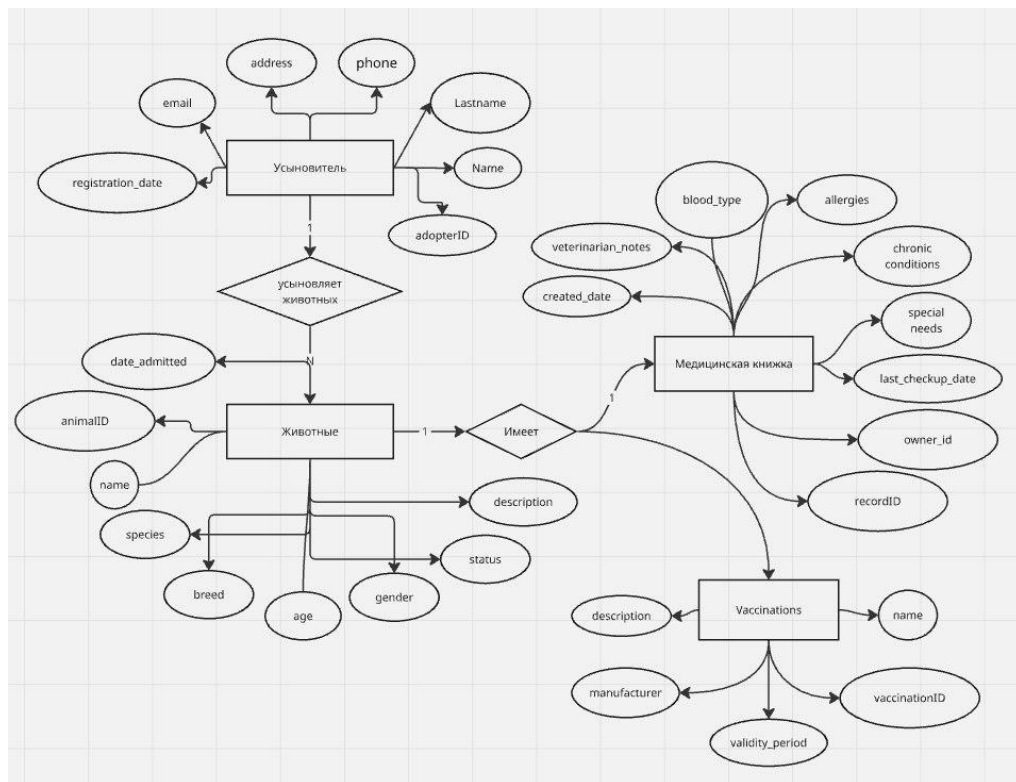 address
phone
email
Lastname
Усыновитель
Name
registration_date
adopterID
1
усыновляет
животных
N
date_admitted
animalID
Животные
name
species
breed
age
gender
status
description
1
Имеет
1
blood_type
allergies
veterinarian_notes
chronic
conditions
created_date
special
needs
Медицинская книжка
last_checkup_date
owner_id
recordID
Vaccinations
description
name
manufacturer
vaccinationID
validity_period